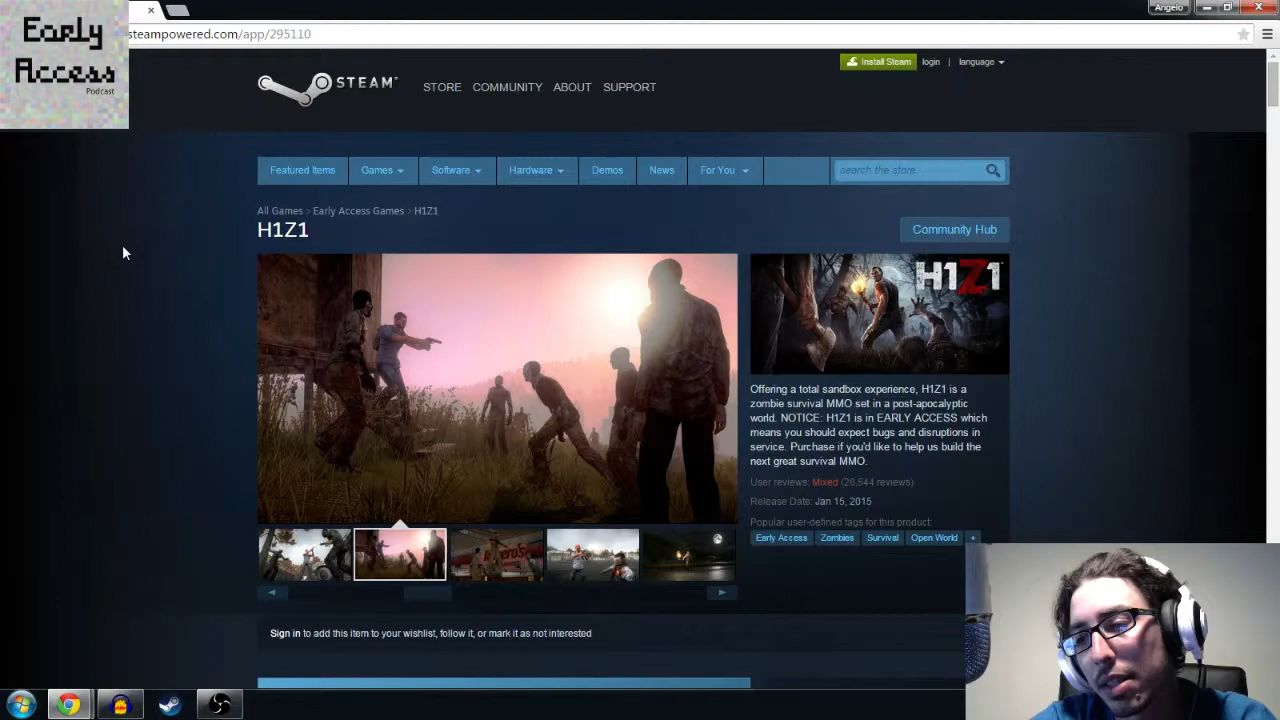 Early
Access
Podcast
Angelo
steampowered.com/app/295110
Install Steam login | language
STEAM
STORE COMMUNITY ABOUT SUPPORT
Featured Items Games Software Hardware Demos News For You search the store
All Games > Early Access Games > H1Z1
H1Z1
Community Hub
H1Z1
Offering a total sandbox experience, H1Z1 is a
zombie survival MMO set in a post-apocalyptic
world. NOTICE: H1Z1 is in EARLY ACCESS which
means you should expect bugs and disruptions in
service. Purchase if you'd like to help us build the
next great survival MMO.
User reviews: Mixed (26,544 reviews)
Release Date: Jan 15, 2015
Popular user-defined tags for this product:
Early Access Zombies Survival Open World +
Sign in to add this item to your wishlist, follow it, or mark it as not interested